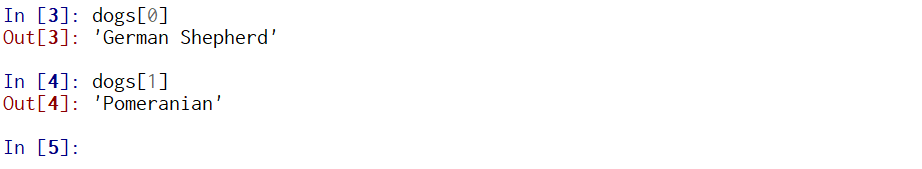 In [3]: dogs[0]
Out[3]: 'German Shepherd'
In [4]: dogs[1]
Out[4]: 'Pomeranian'
In [5]: